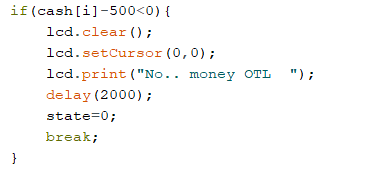 if(cash[i]-500<0){
lcd.clear();
lcd.setCursor(0,0);
lcd.print("No.. money OTL  ");
delay(2000);
state=0;
break;
}